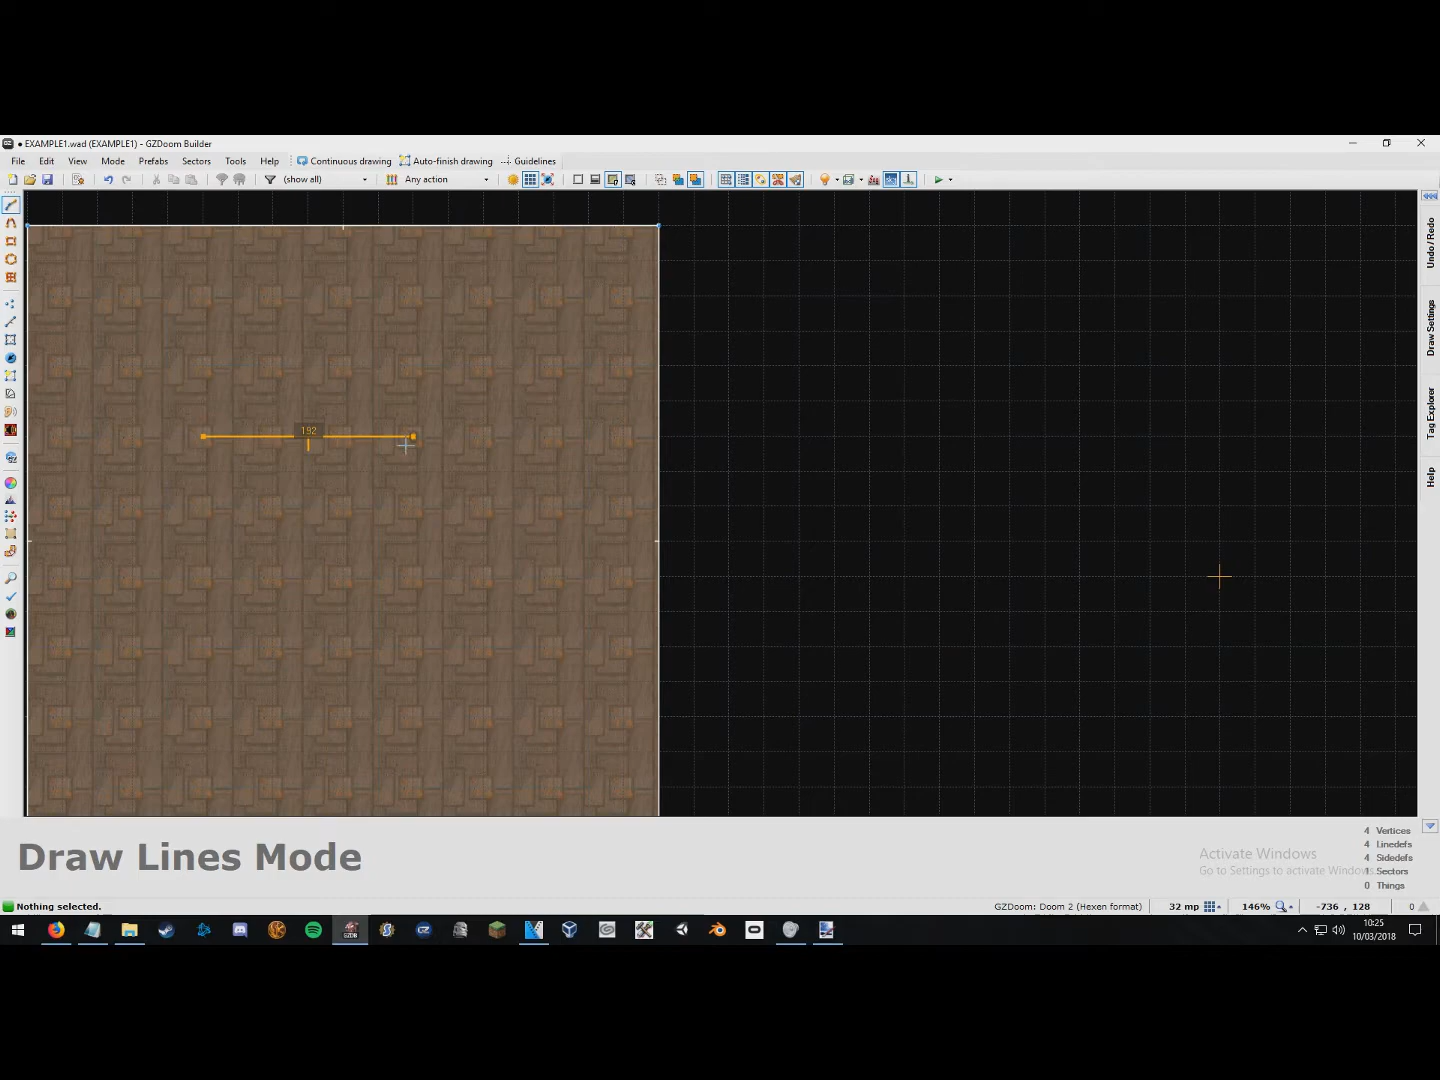 • EXAMPLE1.wad (EXAMPLE1) - GZDoom Builder
File Edit View Mode Prefabs Sectors Tools Help Continuous drawing Auto-finish drawing Guidelines
(show all) Any action
Undo / Redo
Draw Settings
Tag Explorer
Help
192
Draw Lines Mode
4 Vertices
4 Linedefs
4 Sidedefs
1 Sectors
0 Things
Activate Windows
Go to Settings to activate Windows.
Nothing selected.
GZDoom: Doom 2 (Hexen format) 32 mp 146% -736 , 128 0
10:25
10/03/2018